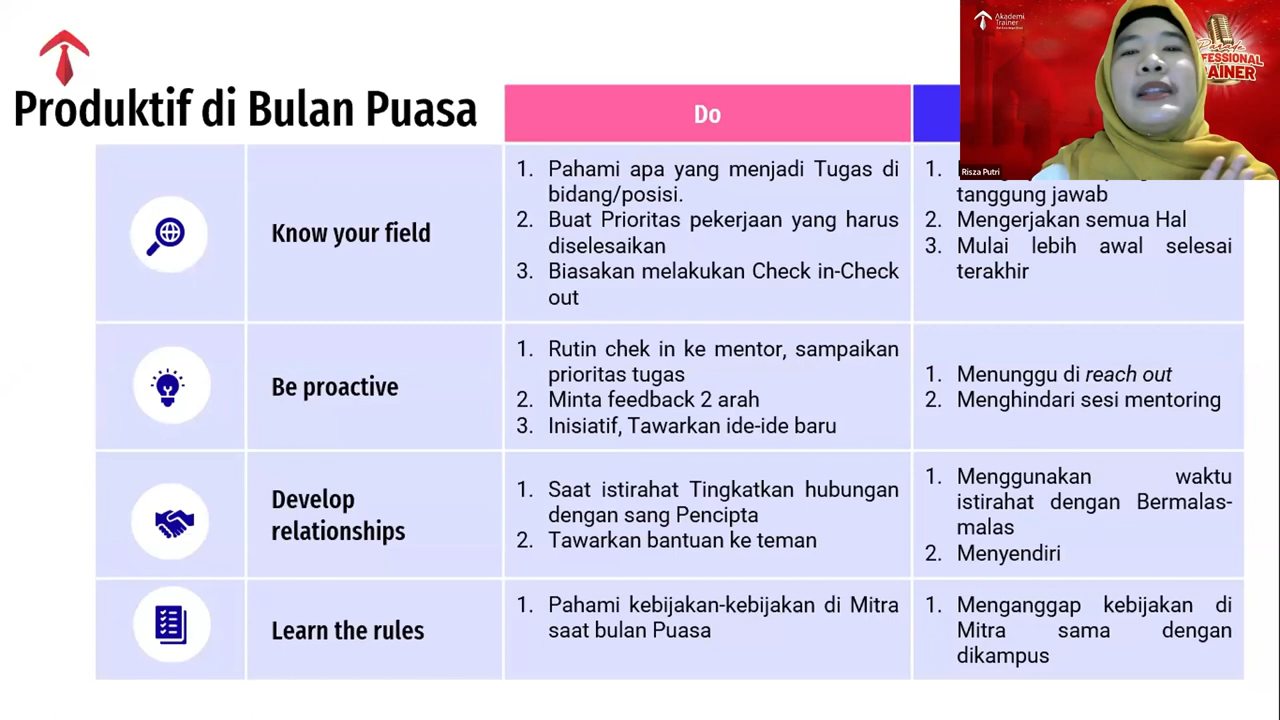 Produktif di Bulan Puasa
Do
Know your field
1. Pahami apa yang menjadi Tugas di
bidang/posisi.
2. Buat Prioritas pekerjaan yang harus
diselesaikan
3. Biasakan melakukan Check in-Check
out
1.
tanggung jawab
2. Mengerjakan semua Hal
3. Mulai lebih awal selesai
terakhir
Be proactive
1. Rutin chek in ke mentor, sampaikan
prioritas tugas
2. Minta feedback 2 arah
3. Inisiatif, Tawarkan ide-ide baru
1. Menunggu di reach out
2. Menghindari sesi mentoring
Develop
relationships
1. Saat istirahat Tingkatkan hubungan
dengan sang Pencipta
2. Tawarkan bantuan ke teman
1. Menggunakan waktu
istirahat dengan Bermalas-
malas
2. Menyendiri
Learn the rules
1. Pahami kebijakan-kebijakan di Mitra
saat bulan Puasa
1. Menganggap kebijakan di
Mitra sama dengan
dikampus
Akademi
Trainer
Risza Putri